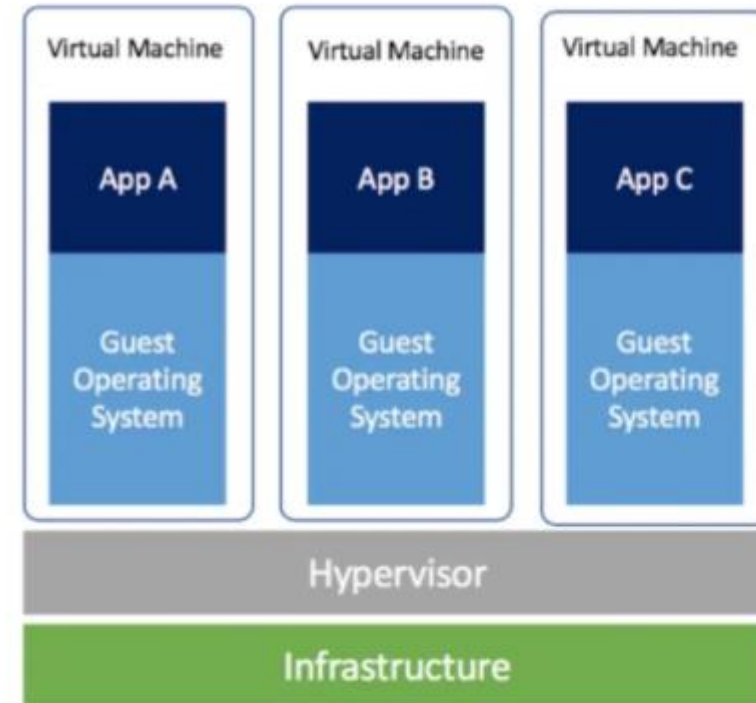 Virtual Machine
Virtual Machine
Virtual Machine
App A
App B
App C
Guest
Operating
System
Guest
Operating
System
Guest
Operating
System
Hypervisor
Infrastructure